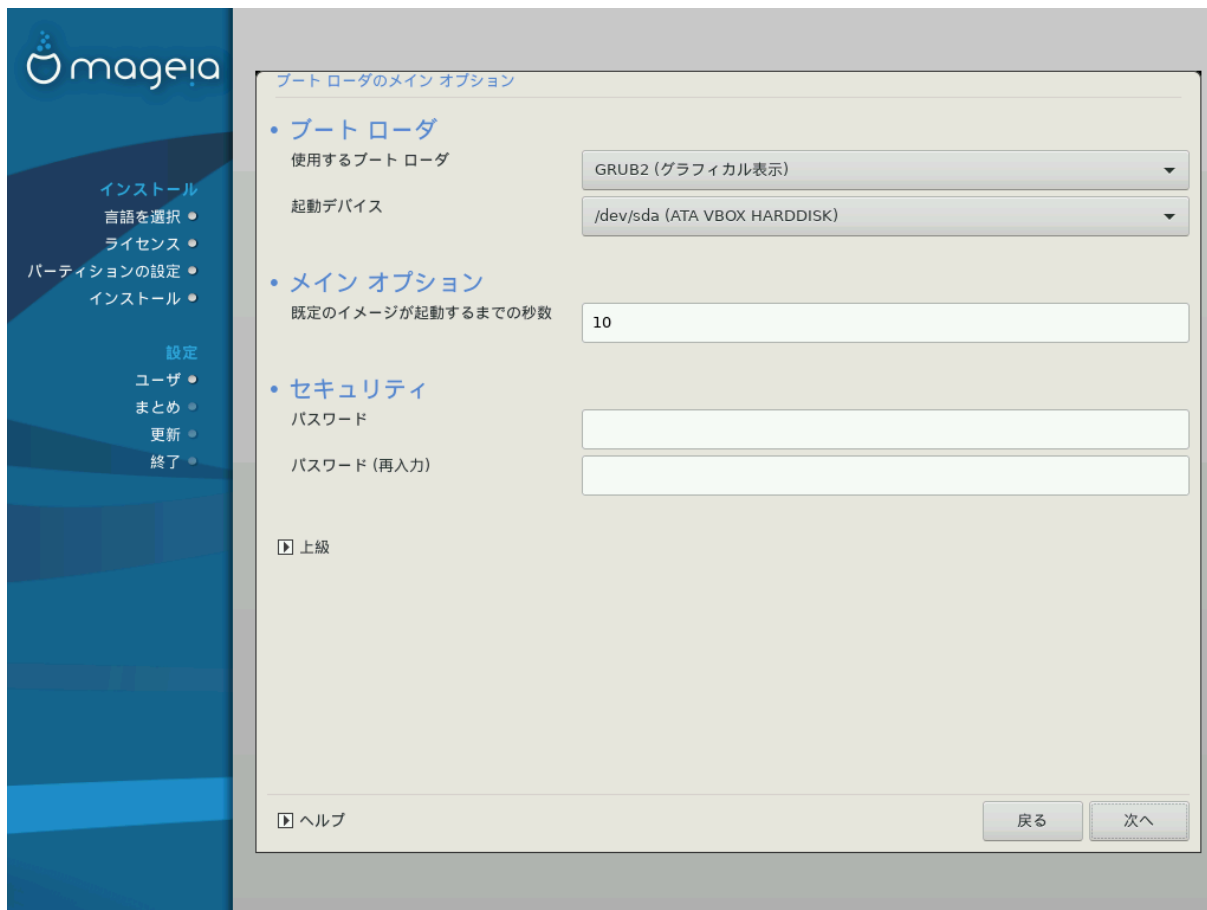 mageia
インストール
言語を選択
ライセンス
パーティションの設定
インストール
設定
ユーザ
まとめ
更新
終了
ブート ローダのメイン オプション
ブート ローダ
使用するブート ローダ
GRUB2 (グラフィカル表示)
起動デバイス
/dev/sda (ATA VBOX HARDDISK)
メイン オプション
既定のイメージが起動するまでの秒数
10
セキュリティ
パスワード
パスワード (再入力)
上級
ヘルプ
戻る
次へ